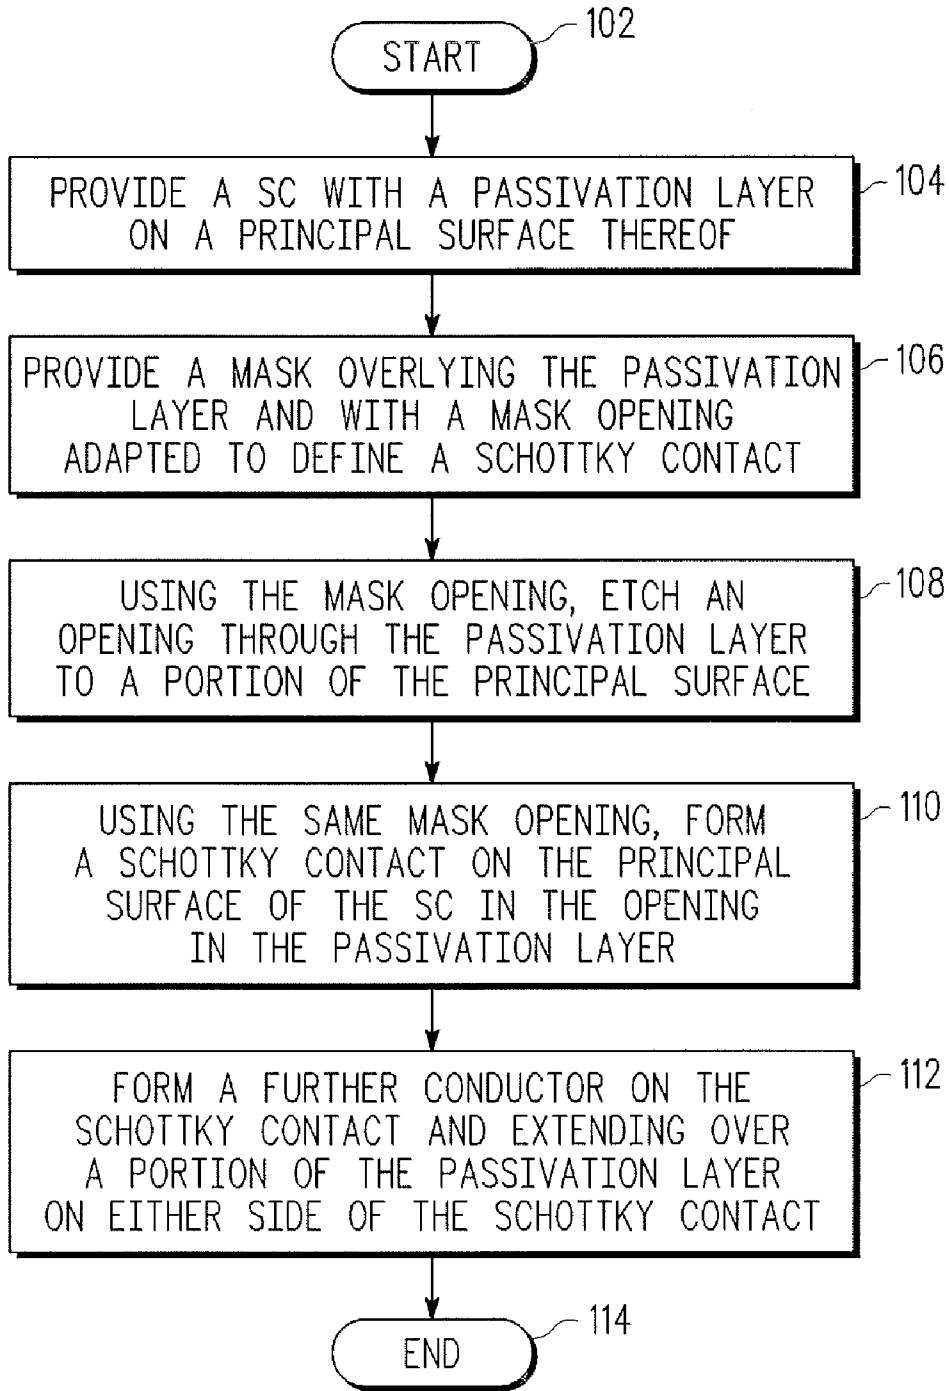 START
102
PROVIDE A SC WITH A PASSIVATION LAYER
ON A PRINCIPAL SURFACE THEREOF
104
PROVIDE A MASK OVERLYING THE PASSIVATION
LAYER AND WITH A MASK OPENING
ADAPTED TO DEFINE A SCHOTTKY CONTACT
106
USING THE MASK OPENING, ETCH AN
OPENING THROUGH THE PASSIVATION LAYER
TO A PORTION OF THE PRINCIPAL SURFACE
108
USING THE SAME MASK OPENING, FORM
A SCHOTTKY CONTACT ON THE PRINCIPAL
SURFACE OF THE SC IN THE OPENING
IN THE PASSIVATION LAYER
110
FORM A FURTHER CONDUCTOR ON THE
SCHOTTKY CONTACT AND EXTENDING OVER
A PORTION OF THE PASSIVATION LAYER
ON EITHER SIDE OF THE SCHOTTKY CONTACT
112
END
114